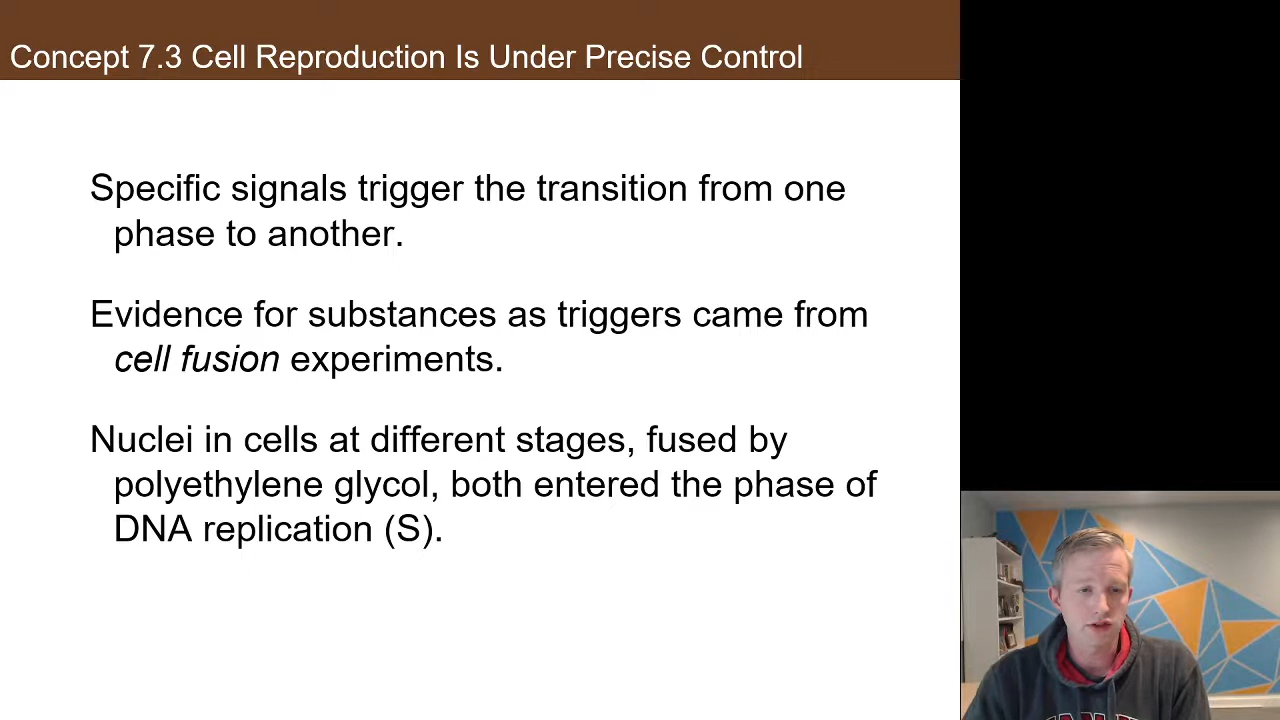 Concept 7.3 Cell Reproduction Is Under Precise Control
Specific signals trigger the transition from one
phase to another.
Evidence for substances as triggers came from
cell fusion experiments.
Nuclei in cells at different stages, fused by
polyethylene glycol, both entered the phase of
DNA replication (S).